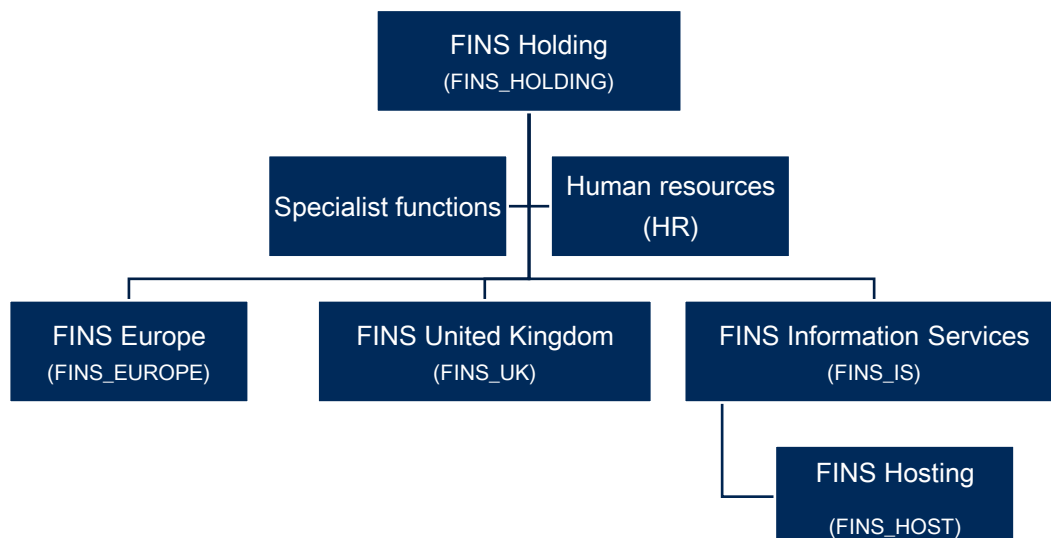 FINS Holding
(FINS_HOLDING)
Specialist functions
Human resources
(HR)
FINS Europe
(FINS_EUROPE)
FINS United Kingdom
(FINS_UK)
FINS Information Services
(FINS_IS)
FINS Hosting
(FINS_HOST)